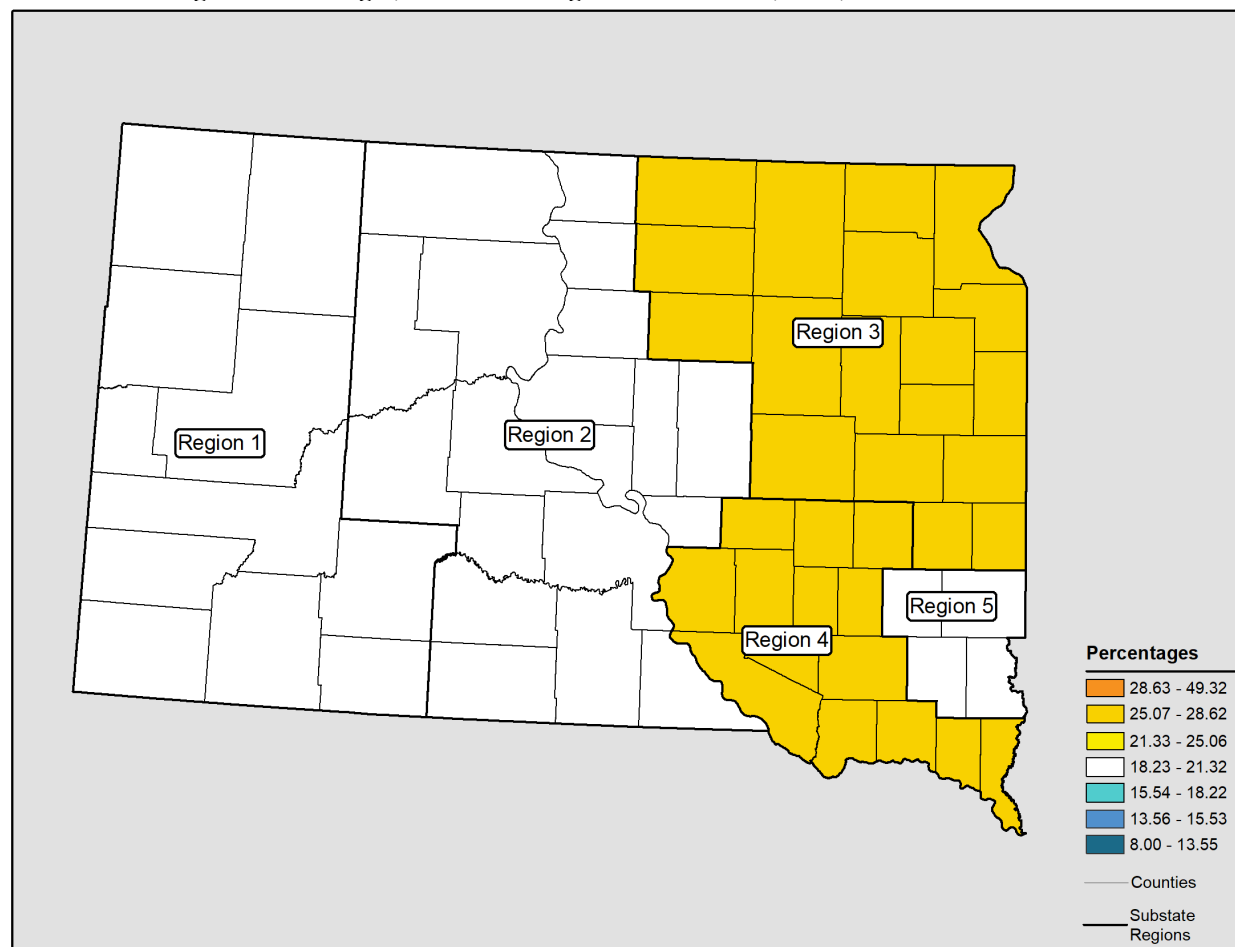 Region 3
Region 1
Region 2
Region 5
Region 4
Percentages
28.63 - 49.32
25.07 - 28.62
21.33 - 25.06
18.23 - 21.32
15.54 - 18.22
13.56 - 15.53
8.00 - 13.55
Counties
Substate
Regions